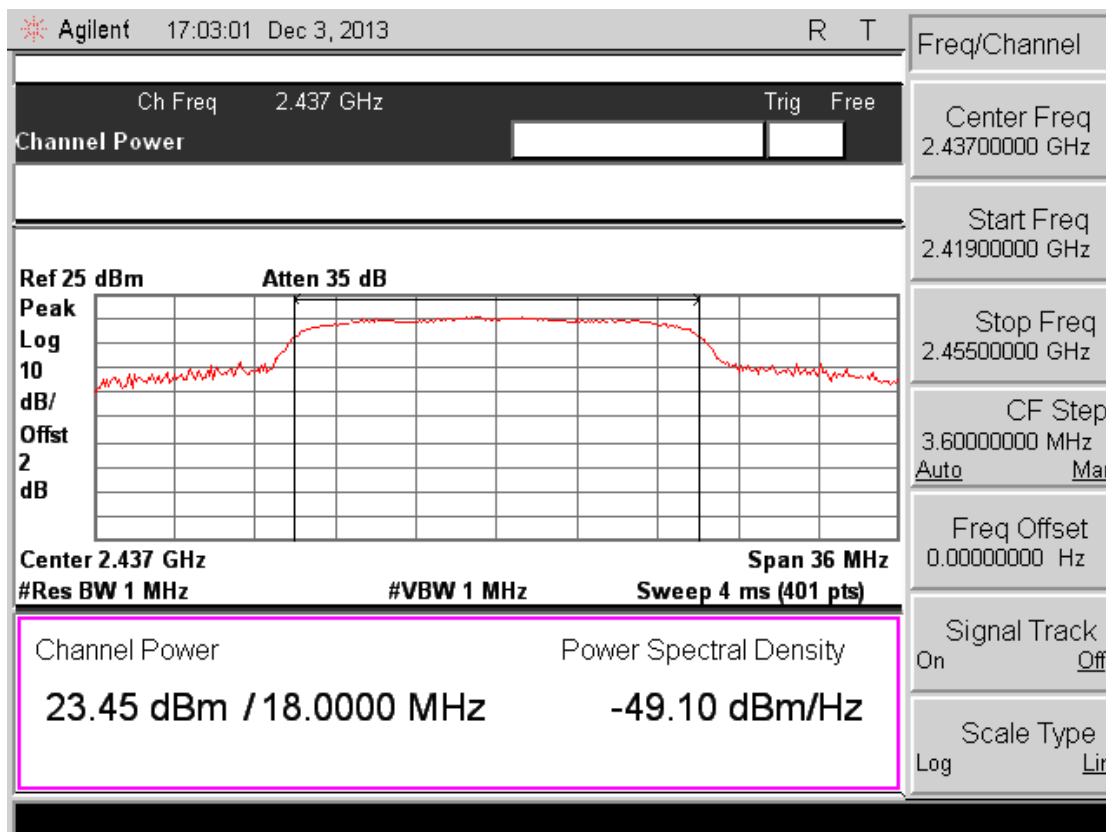 Agilent 17:03:01 Dec 3, 2013 R T
Ch Freq 2.437 GHz Trig Free
Channel Power
Ref 25 dBm Atten 35 dB
Peak
Log
10
dB/
Offst
2
dB
Center 2.437 GHz Span 36 MHz
#Res BW 1 MHz #VBW 1 MHz Sweep 4 ms (401 pts)
Channel Power Power Spectral Density
23.45 dBm / 18.0000 MHz -49.10 dBm/Hz
Freq/Channel
Center Freq
2.43700000 GHz
Start Freq
2.41900000 GHz
Stop Freq
2.45500000 GHz
CF Step
3.60000000 MHz
Auto Man
Freq Offset
0.00000000 Hz
Signal Track
On Off
Scale Type
Log Lin